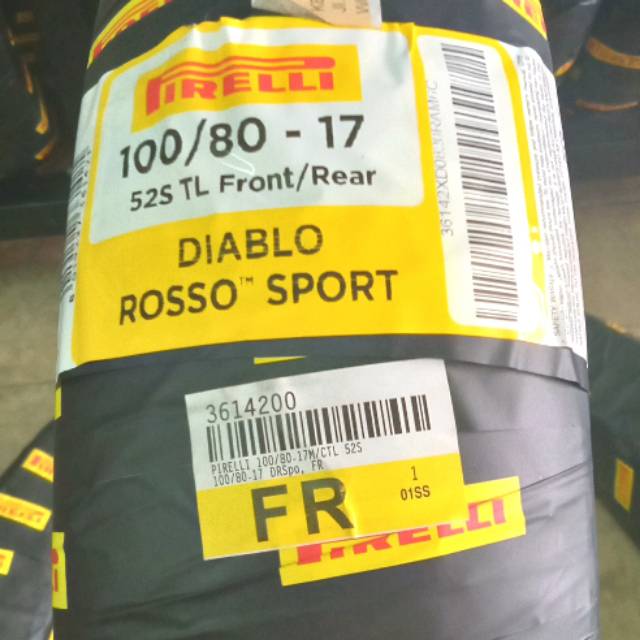 PIRELLI
100/80 - 17
52S TL Front/Rear
DIABLO
ROSSO™ SPORT
3614200
PIRELLI 100/80-17M/CTL 52S
100/80-17 DRSpo, FR
FR
1
01SS
PIRELLI
PIRELLI